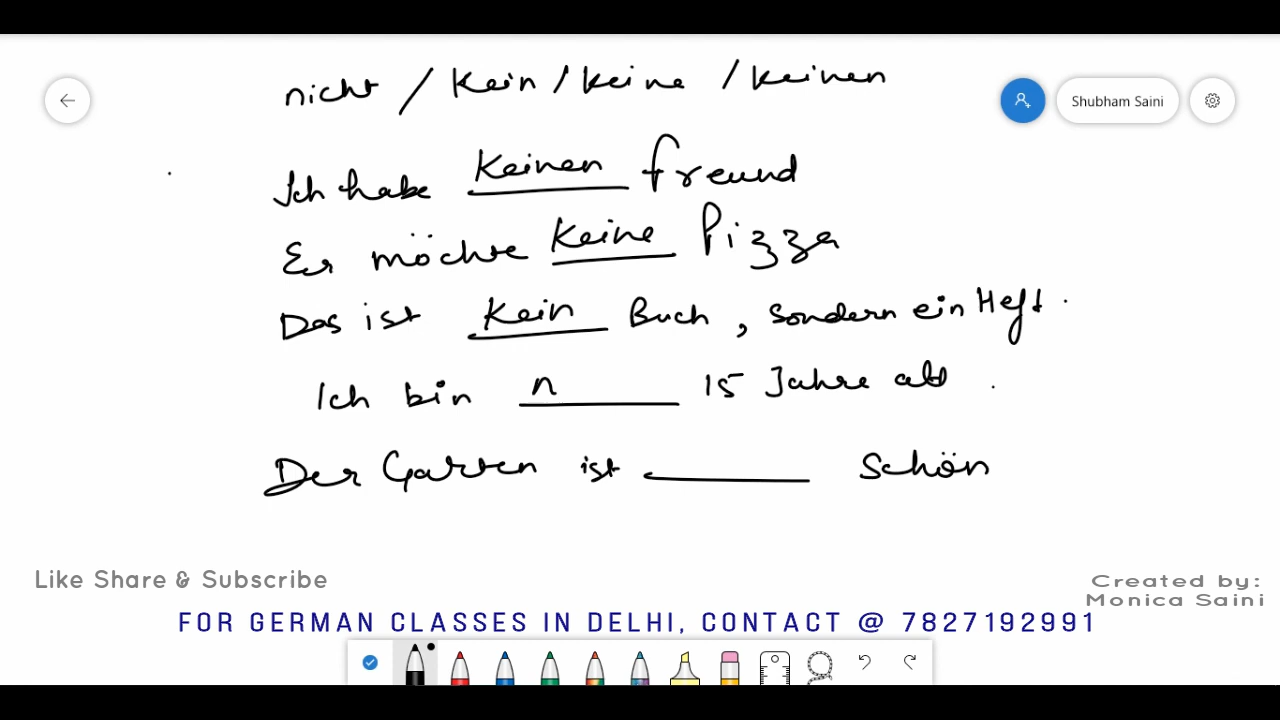 nicht / Kein / Keine / Keinen
Shubham Saini
Ich habe Keinen freund
Er möchte Keine Pizza
Das ist Kein Buch, sondern ein Heft.
Ich bin n 15 Jahre alt.
Der Garten ist ______ Schön
Like Share & Subscribe
Created by:
Monica Saini
FOR GERMAN CLASSES IN DELHI, CONTACT @ 7827192991